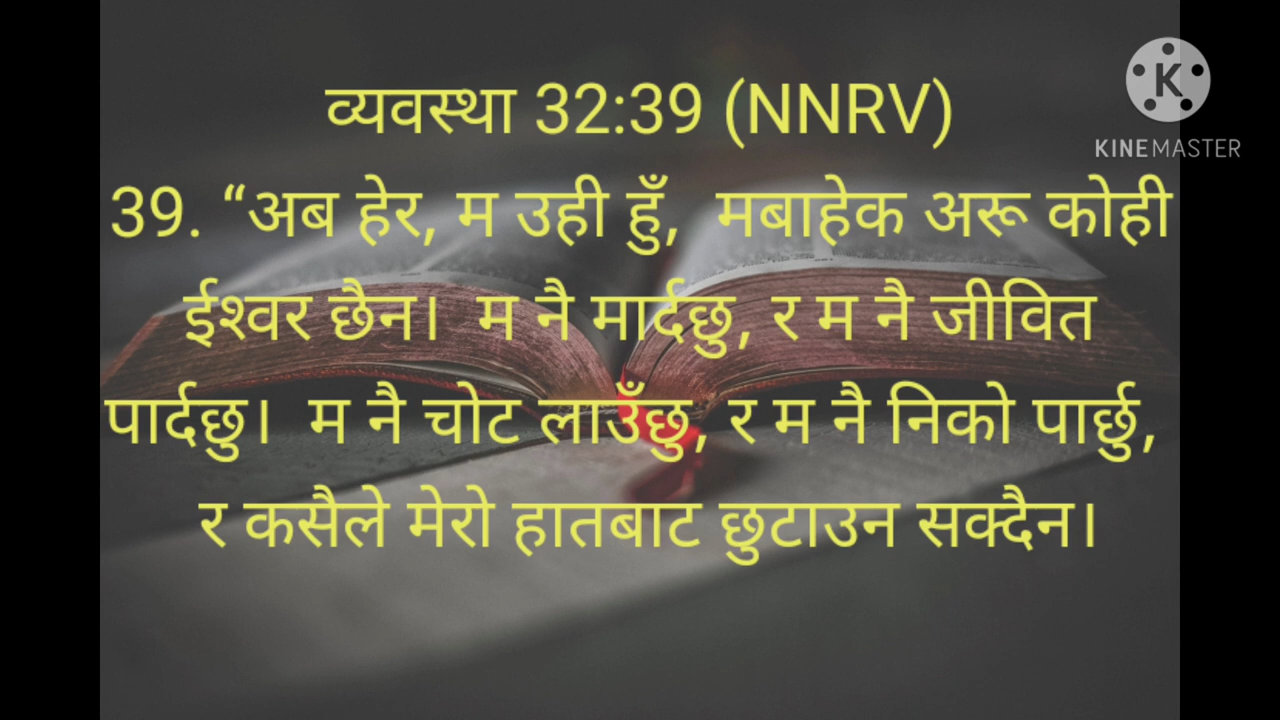 व्यवस्था 32:39 (NNRV)
39. “अब हेर, म उही हुँ, मबाहेक अरू कोही
ईश्वर छैन। म नै मार्दछु, र म नै जीवित
पार्दछु। म नै चोट लाउँछु, र म नै निको पार्छु,
र कसैले मेरो हातबाट छुटाउन सक्दैन।
K
KINEMASTER